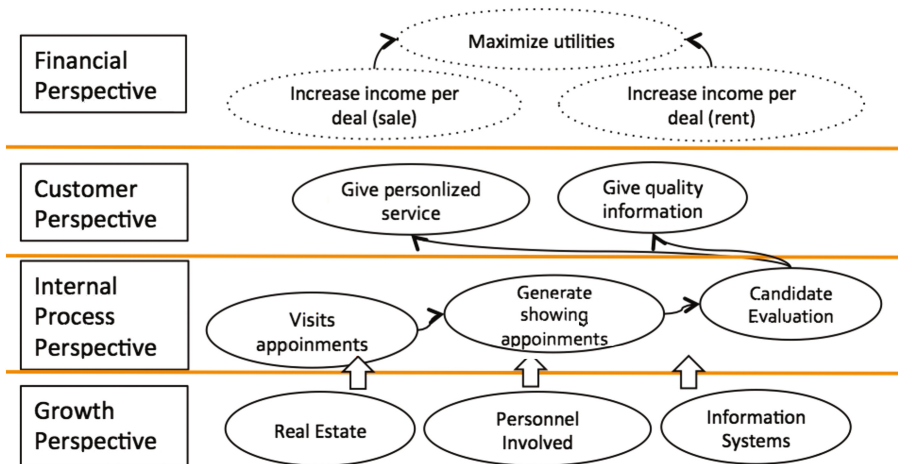 Financial
Perspective
Maximize utilities
Increase income per
deal (sale)
Increase income per
deal (rent)
Customer
Perspective
Give personlized
service
Give quality
information
Internal
Process
Perspective
Visits
appoinments
Generate
showing
appoinments
Candidate
Evaluation
Growth
Perspective
Real Estate
Personnel
Involved
Information
Systems